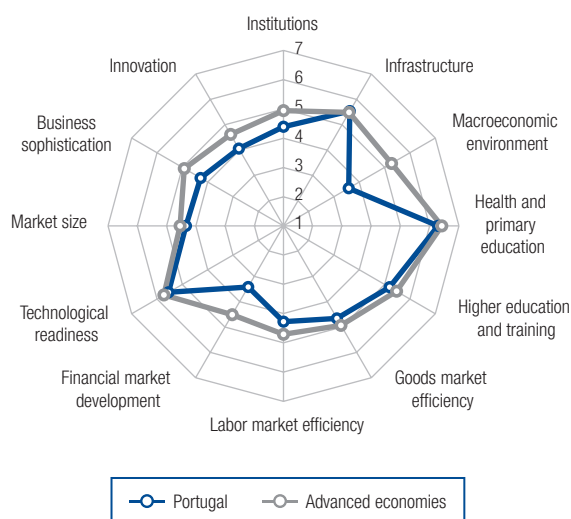 Institutions
7
6
5
4
3
2
1
Infrastructure
Macroeconomic
environment
Health and
primary
education
Higher education
and training
Goods market
efficiency
Labor market efficiency
Financial market
development
Technological
readiness
Market size
Business
sophistication
Innovation
Portugal
Advanced economies